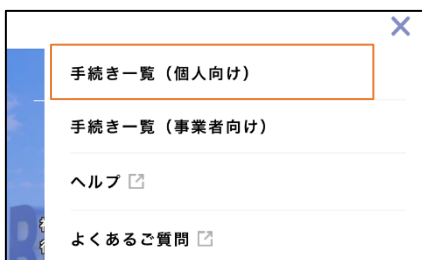 手続き一覧（個人向け）
手続き一覧（事業者向け）
ヘルプ
よくあるご質問